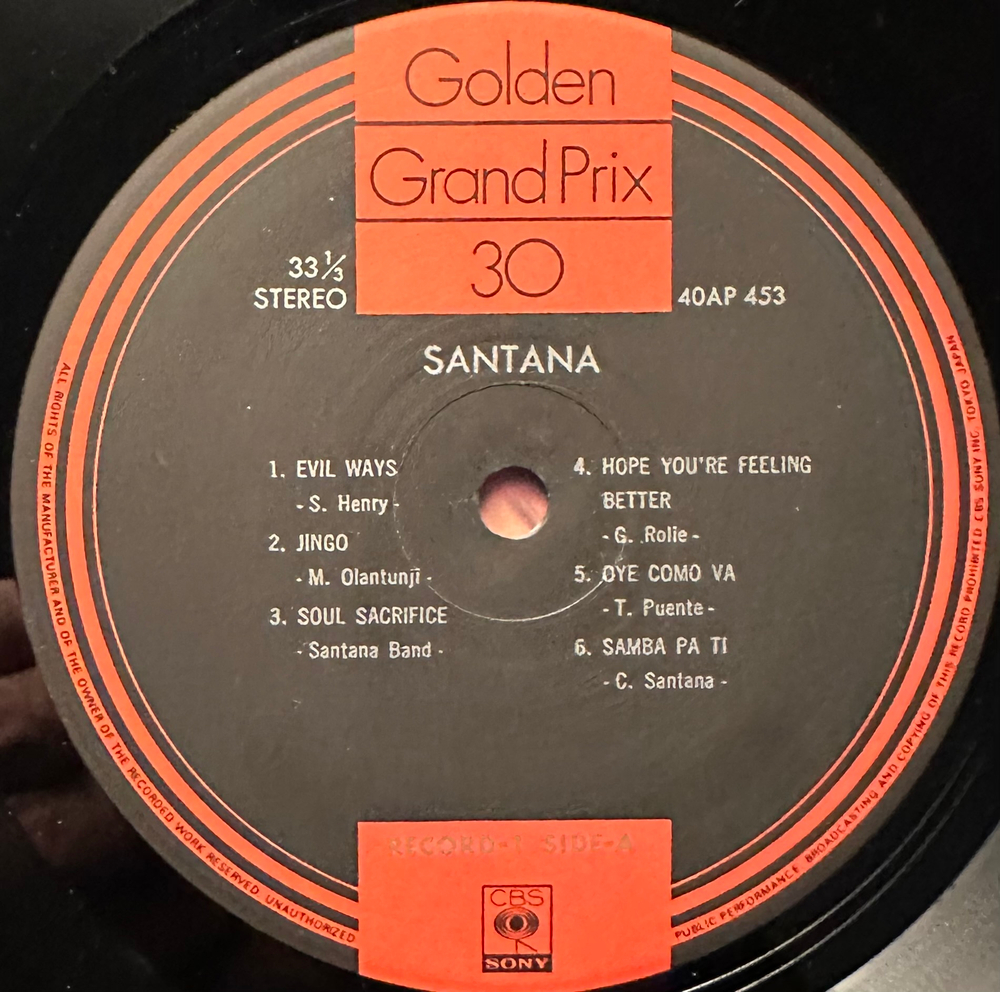 Golden
Grand Prix
30
33 1/3
STEREO
40AP 453
SANTANA
1. EVIL WAYS
- S. Henry -
2. JINGO
- M. Olantunji -
3. SOUL SACRIFICE
- Santana Band -
4. HOPE YOU'RE FEELING
BETTER
- G. Rolie -
5. OYE COMO VA
- T. Puente -
6. SAMBA PA TI
- C. Santana -
RECORD-1 SIDE-A
CBS
SONY
ALL RIGHTS OF THE MANUFACTURER AND OF THE OWNER OF THE RECORDED WORK RESERVED UNAUTHORIZED
PUBLIC PERFORMANCE BROADCASTING AND COPYING OF THIS RECORD PROHIBITED CBS SONY INC. TOKYO JAPAN